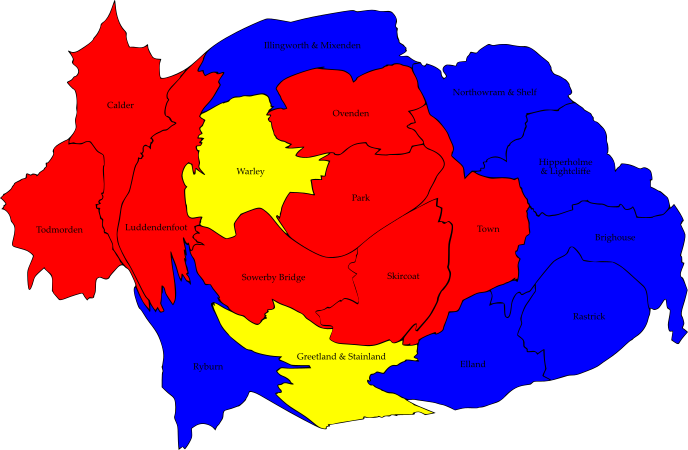 Illingworth & Mixenden
Northowram & Shelf
Calder
Ovenden
Warley
Hipperholme
& Lightcliffe
Park
Todmorden
Luddendenfoot
Town
Brighouse
Sowerby Bridge
Skircoat
Rastrick
Greetland & Stainland
Elland
Ryburn